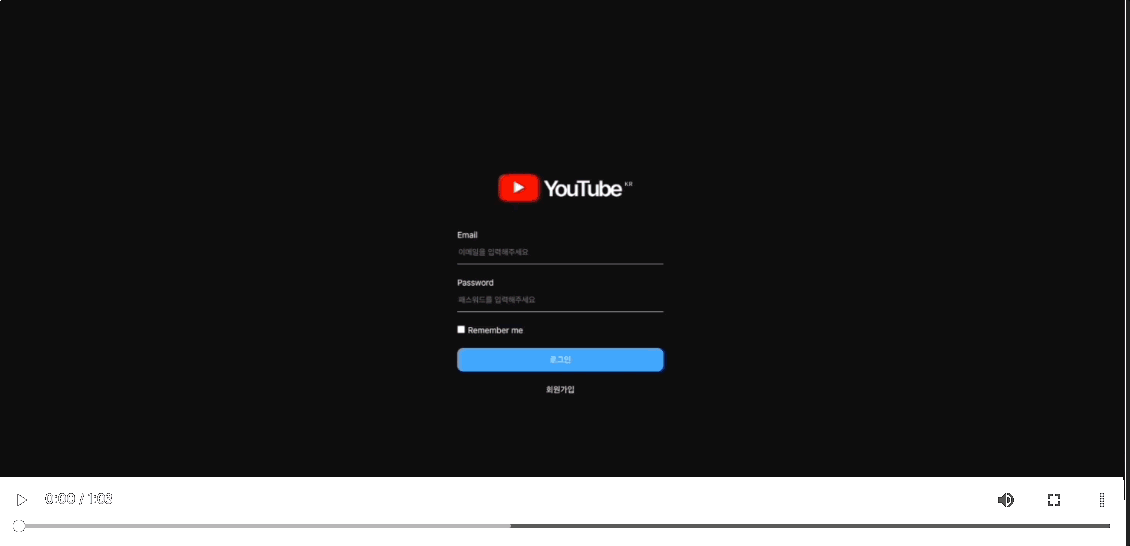 YouTube KR
Email
이메일을 입력해주세요
Password
패스워드를 입력해주세요
Remember me
로그인
회원가입
0:00 / 1:03